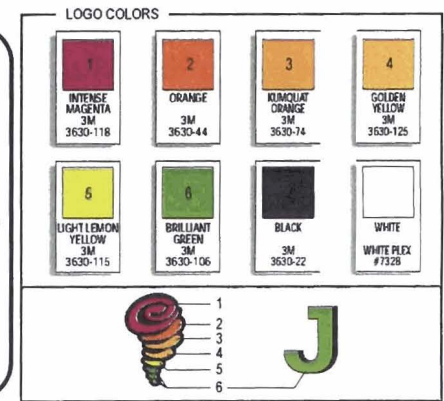 LOGO COLORS
1
INTENSE
MAGENTA
3M
3630-118
2
ORANGE
3M
3630-44
3
KUMQUAT
ORANGE
3M
3630-74
4
GOLDEN
YELLOW
3M
3630-125
5
LIGHT LEMON
YELLOW
3M
3630-115
6
BRILLIANT
GREEN
3M
3630-106
BLACK
3M
3630-22
WHITE
WHITE PLEX
#7328
1
2
3
4
5
6
J